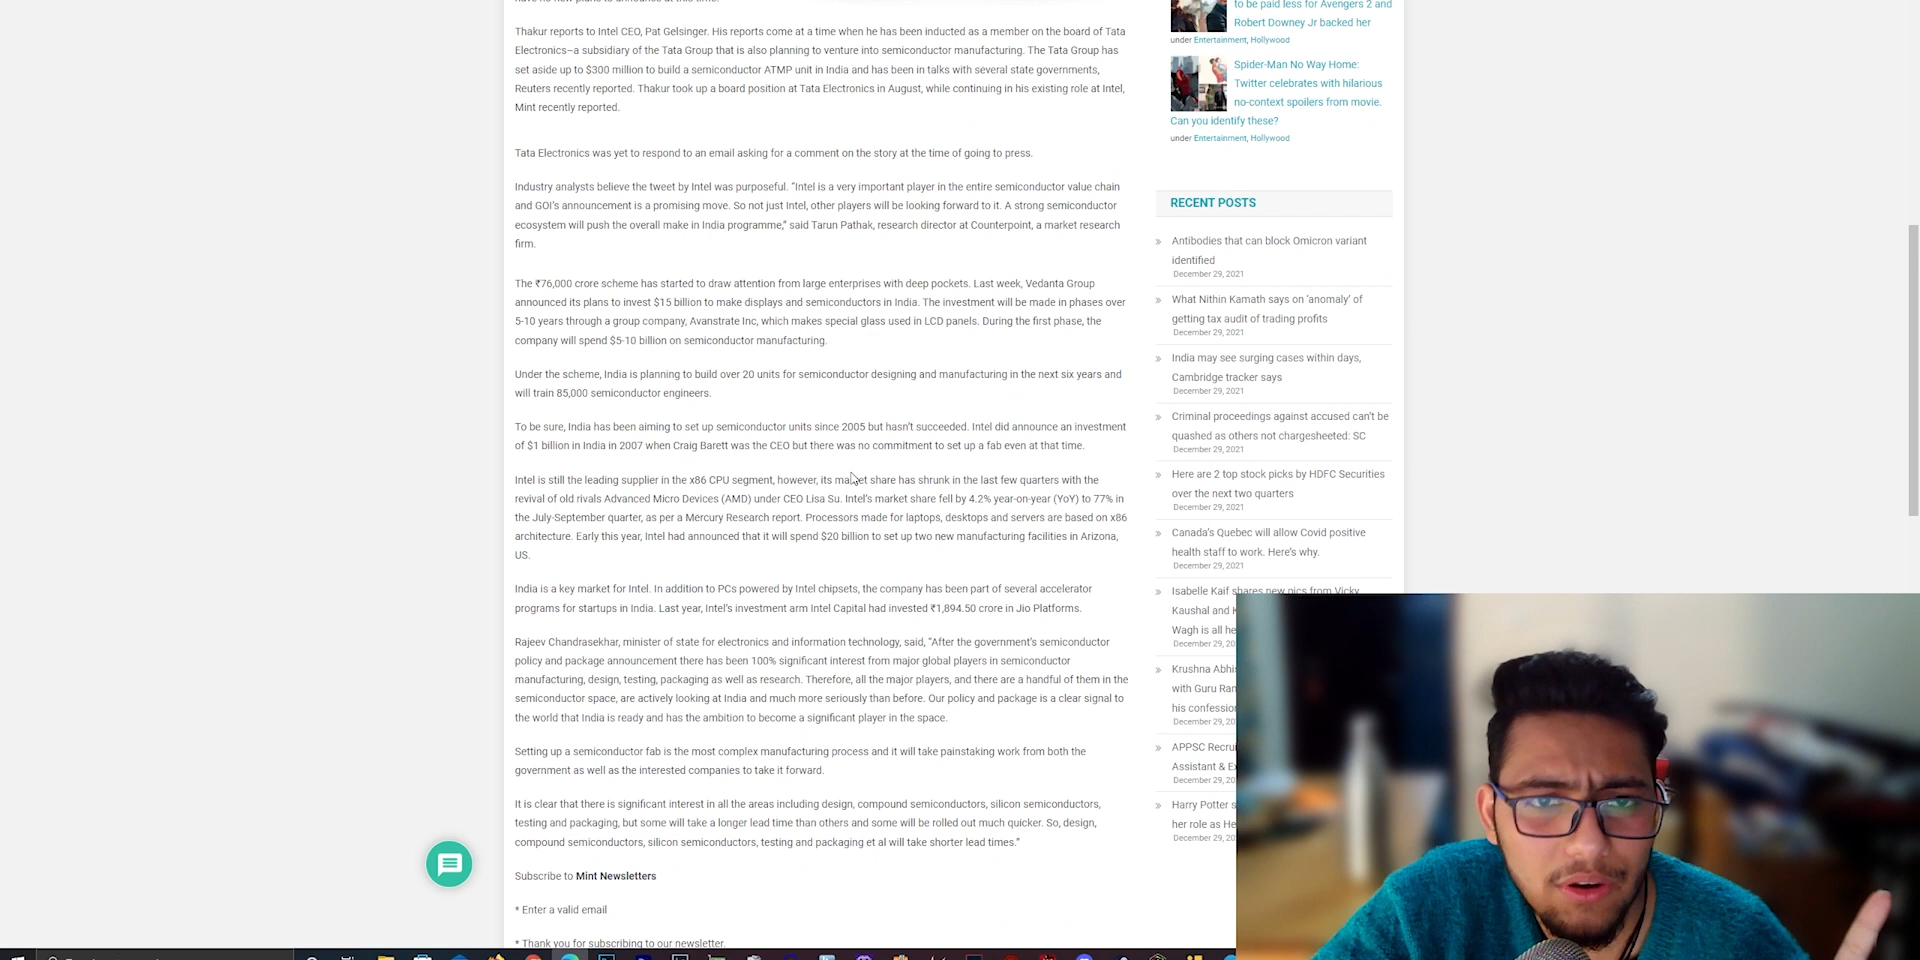 Thakur reports to Intel CEO, Pat Gelsinger. His reports come at a time when he has been inducted as a member on the board of Tata
Electronics–a subsidiary of the Tata Group that is also planning to venture into semiconductor manufacturing. The Tata Group has
set aside up to $300 million to build a semiconductor ATMP unit in India and has been in talks with several state governments,
Reuters recently reported. Thakur took up a board position at Tata Electronics in August, while continuing in his existing role at Intel,
Mint recently reported.
Tata Electronics was yet to respond to an email asking for a comment on the story at the time of going to press.
Industry analysts believe the tweet by Intel was purposeful. “Intel is a very important player in the entire semiconductor value chain
and GOI’s announcement is a promising move. So not just Intel, other players will be looking forward to it. A strong semiconductor
ecosystem will push the overall make in India programme,” said Tarun Pathak, research director at Counterpoint, a market research
firm.
The ₹76,000 crore scheme has started to draw attention from large enterprises with deep pockets. Last week, Vedanta Group
announced its plans to invest $15 billion to make displays and semiconductors in India. The investment will be made in phases over
5-10 years through a group company, Avanstrate Inc, which makes special glass used in LCD panels. During the first phase, the
company will spend $5-10 billion on semiconductor manufacturing.
Under the scheme, India is planning to build over 20 units for semiconductor designing and manufacturing in the next six years and
will train 85,000 semiconductor engineers.
To be sure, India has been aiming to set up semiconductor units since 2005 but hasn’t succeeded. Intel did announce an investment
of $1 billion in India in 2007 when Craig Barett was the CEO but there was no commitment to set up a fab even at that time.
Intel is still the leading supplier in the x86 CPU segment, however, its market share has shrunk in the last few quarters with the
revival of old rivals Advanced Micro Devices (AMD) under CEO Lisa Su. Intel’s market share fell by 4.2% year-on-year (YoY) to 77% in
the July-September quarter, as per a Mercury Research report. Processors made for laptops, desktops and servers are based on x86
architecture. Early this year, Intel had announced that it will spend $20 billion to set up two new manufacturing facilities in Arizona,
US.
India is a key market for Intel. In addition to PCs powered by Intel chipsets, the company has been part of several accelerator
programs for startups in India. Last year, Intel’s investment arm Intel Capital had invested ₹1,894.50 crore in Jio Platforms.
Rajeev Chandrasekhar, minister of state for electronics and information technology, said, “After the government’s semiconductor
policy and package announcement there has been 100% significant interest from major global players in semiconductor
manufacturing, design, testing, packaging as well as research. Therefore, all the major players, and there are a handful of them in the
semiconductor space, are actively looking at India and much more seriously than before. Our policy and package is a clear signal to
the world that India is ready and has the ambition to become a significant player in the space.
Setting up a semiconductor fab is the most complex manufacturing process and it will take painstaking work from both the
government as well as the interested companies to take it forward.
It is clear that there is significant interest in all the areas including design, compound semiconductors, silicon semiconductors,
testing and packaging, but some will take a longer lead time than others and some will be rolled out much quicker. So, design,
compound semiconductors, silicon semiconductors, testing and packaging et al will take shorter lead times.”
Subscribe to Mint Newsletters
* Enter a valid email
* Thank you for subscribing to our newsletter.
to be paid less for Avengers 2 and
Robert Downey Jr backed her
under Entertainment, Hollywood
Spider-Man No Way Home:
Twitter celebrates with hilarious
no-context spoilers from movie.
Can you identify these?
under Entertainment, Hollywood
RECENT POSTS
» Antibodies that can block Omicron variant
identified
December 29, 2021
» What Nithin Kamath says on ‘anomaly’ of
getting tax audit of trading profits
December 29, 2021
» India may see surging cases within days,
Cambridge tracker says
December 29, 2021
» Criminal proceedings against accused can’t be
quashed as others not chargesheeted: SC
December 29, 2021
» Here are 2 top stock picks by HDFC Securities
over the next two quarters
December 29, 2021
» Canada’s Quebec will allow Covid positive
health staff to work. Here’s why.
December 29, 2021
» Isabelle Kaif shares new pics from Vicky
Kaushal and
Wagh is all
December 29,
» Krushna
with Guru
his
December 29,
» APPSC
Assistant &
December 29,
» Harry Potter
her role as
December 29,